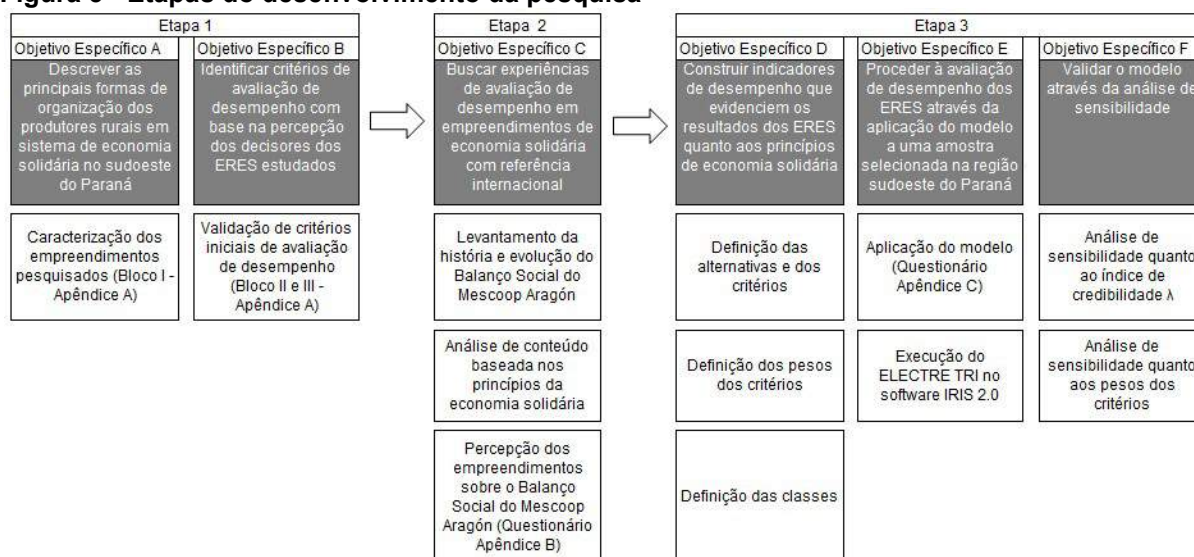 Figura - Etapas do desenvolvimento da pesquisa
Etapa 1
Objetivo Específico A
Descrever as
principais formas de
organização dos
produtores rurais em
sistema de economia
solidária no sudoeste
do Paraná
Caracterização dos
empreendimentos
pesquisados (Bloco I -
Apêndice A)
Objetivo Específico B
Identificar critérios de
avaliação de
desempenho com
base na percepção
dos decisores dos
ERES estudados
Validação de critérios
iniciais de avaliação
de desempenho
(Bloco II e III -
Apêndice A)
Etapa 2
Objetivo Específico C
Buscar experiências
de avaliação de
desempenho em
empreendimentos de
economia solidária
com referência
internacional
Levantamento da
história e evolução do
Balanço Social do
Mescoop Aragón
Análise de conteúdo
baseada nos
princípios da
economia solidária
Percepção dos
empreendimentos
sobre o Balanço
Social do Mescoop
Aragón (Questionário
Apêndice B)
Etapa 3
Objetivo Específico D
Construir indicadores
de desempenho que
evidenciem os
resultados dos ERES
quanto aos princípios
de economia solidária
Definição das
alternativas e dos
critérios
Definição dos pesos
dos critérios
Definição das classes
Objetivo Específico E
Proceder à avaliação
de desempenho dos
ERES através da
aplicação do modelo
a uma amostra
selecionada na região
sudoeste do Paraná
Aplicação do modelo
(Questionário
Apêndice C)
Execução do
ELECTRE TRI no
software IRIS 2.0
Objetivo Específico F
Validar o modelo
através da análise de
sensibilidade
Análise de
sensibilidade quanto
ao índice de
credibilidade λ
Análise de
sensibilidade quanto
aos pesos dos
critérios